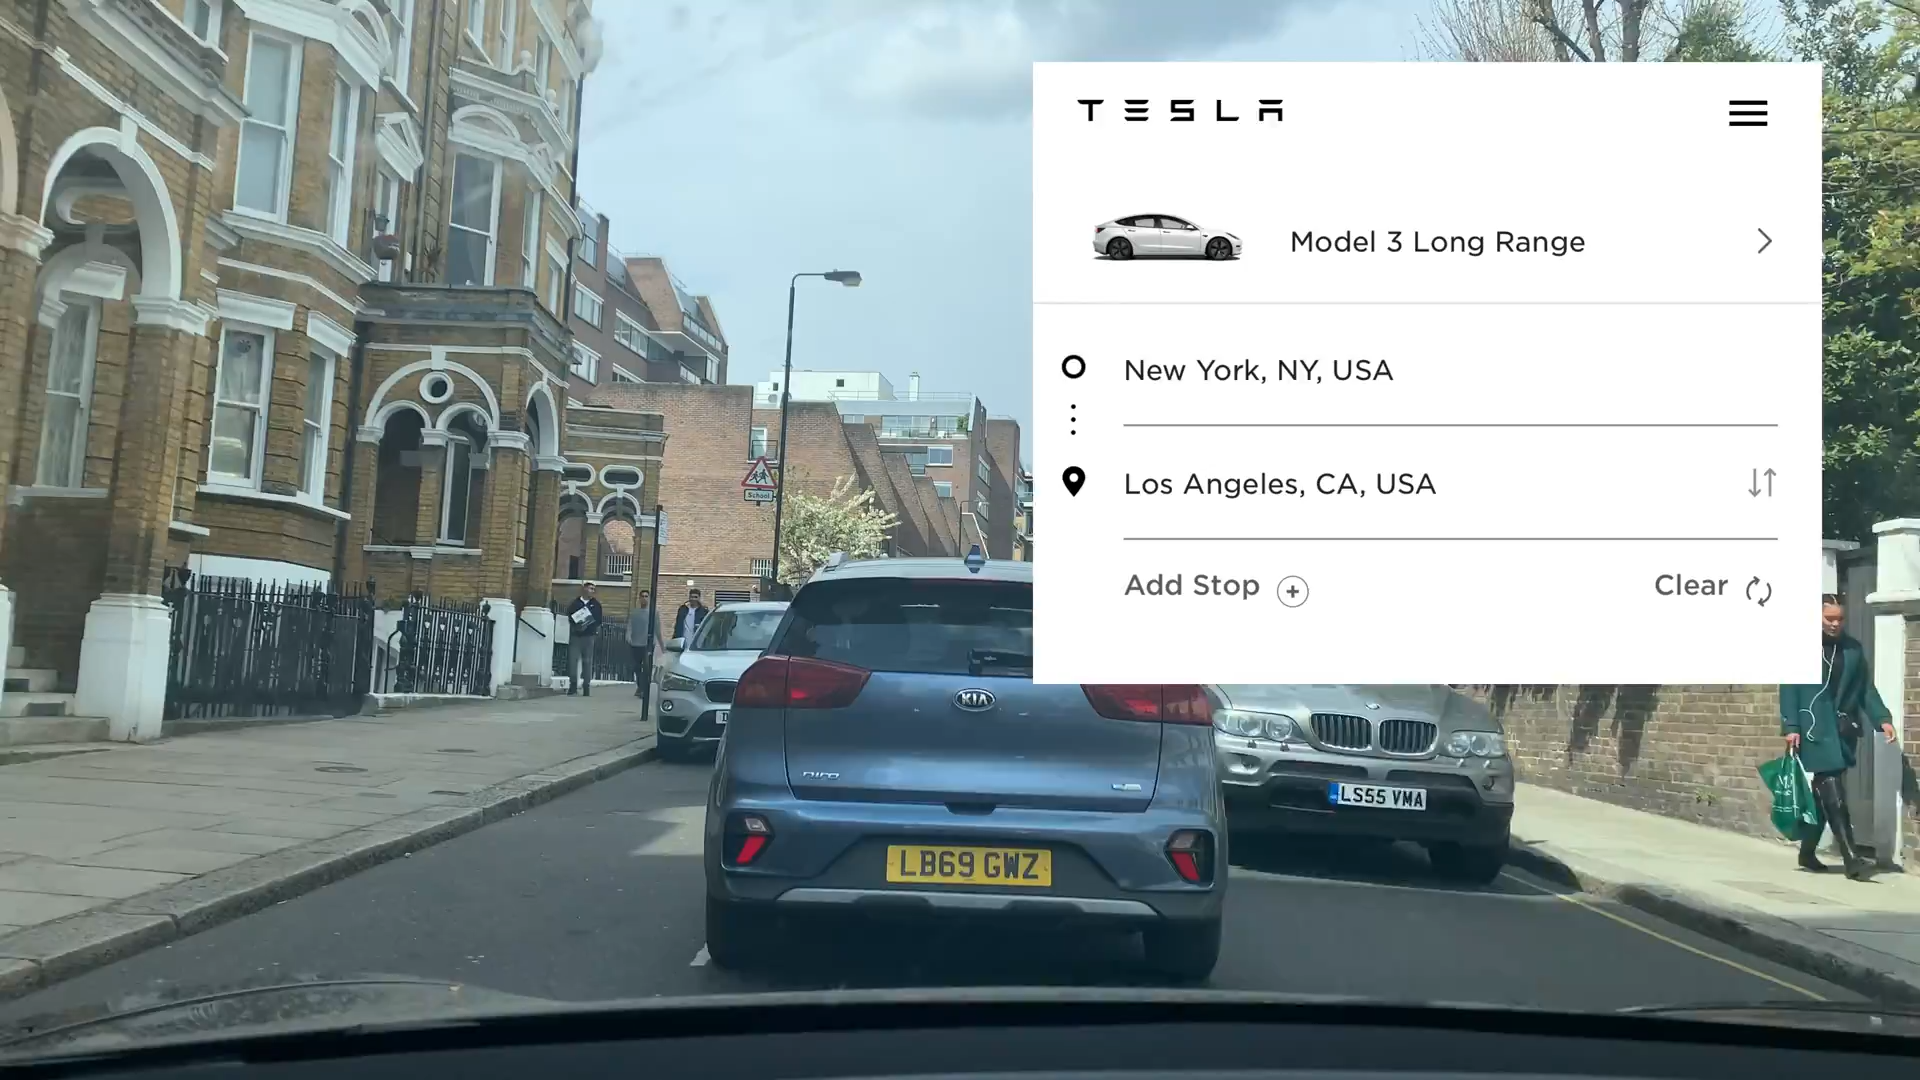 TESLA
Model 3 Long Range
New York, NY, USA
Los Angeles, CA, USA
Add Stop
Clear
School
KIA
niro
LS55 VMA
LB69 GWZ